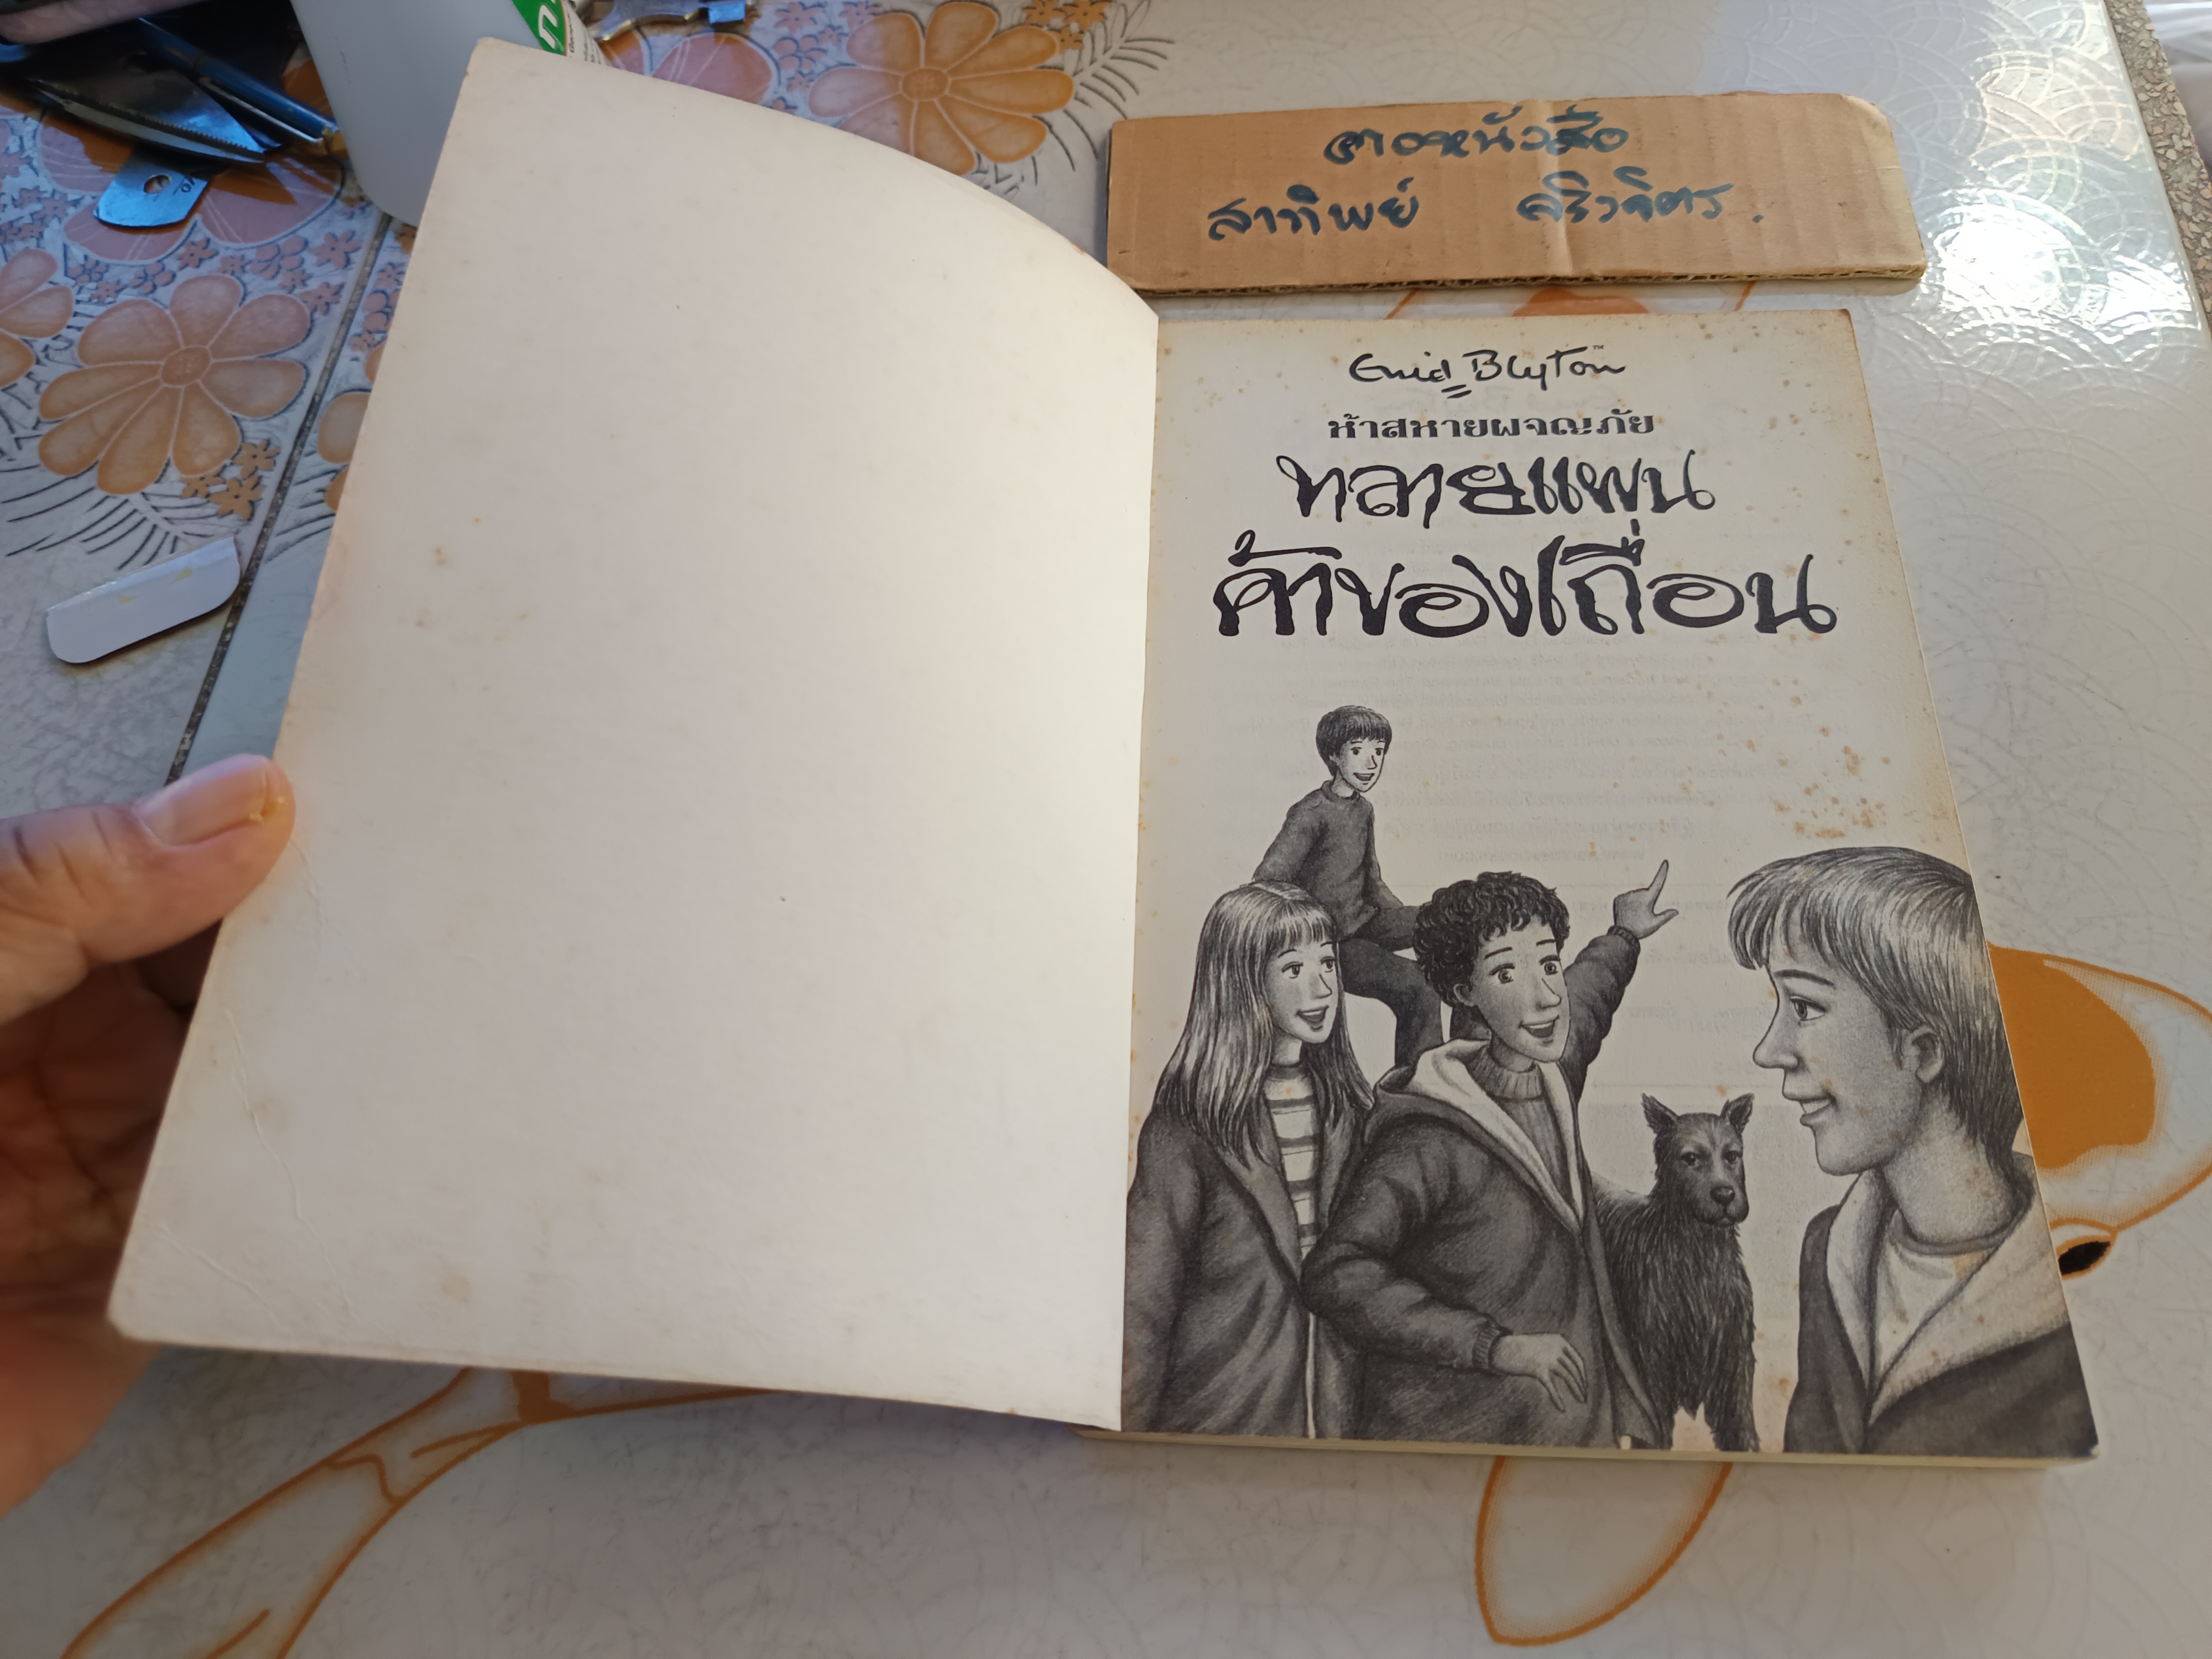 ตาอหนังสือ
สาทิพย์ ศริวจิตร.
Enid Blyton™
ห้าสหายผจญภัย
ทลายแผน
ค้าของเถื่อน